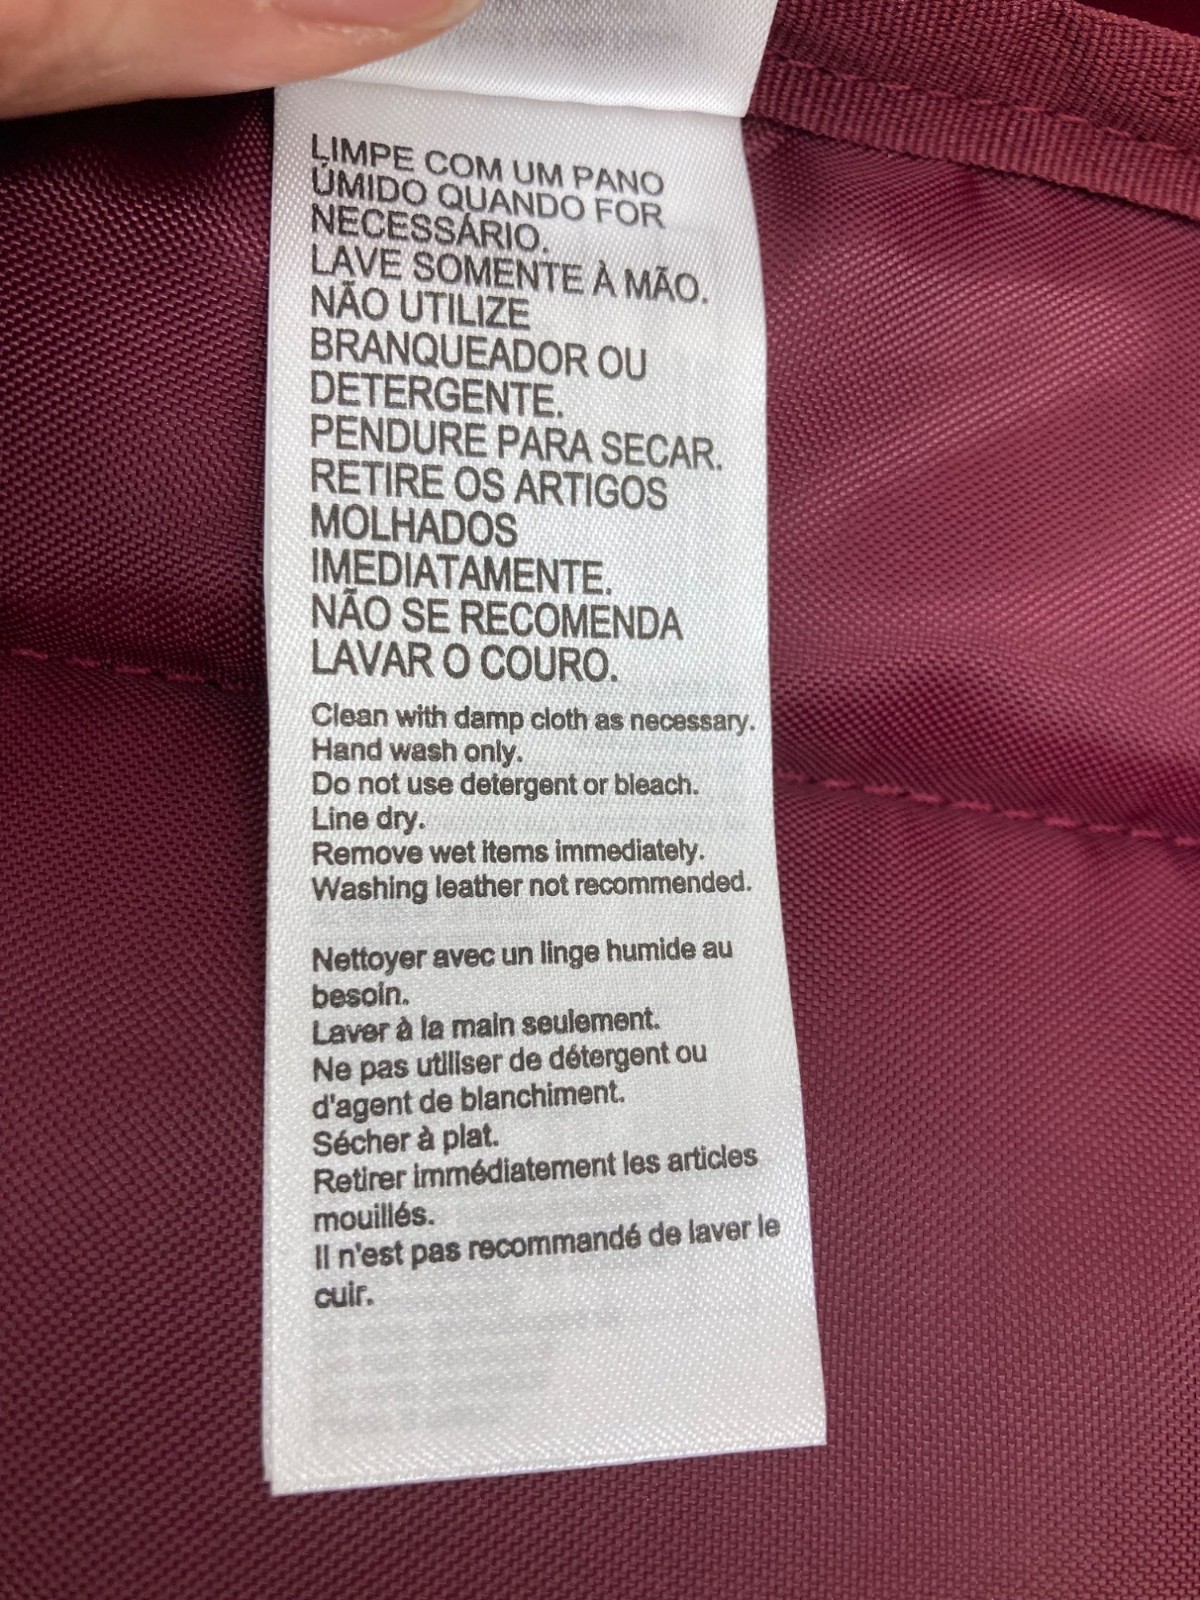 LIMPE COM UM PANO
ÚMIDO QUANDO FOR
NECESSÁRIO.
LAVE SOMENTE À MÃO.
NÃO UTILIZE
BRANQUEADOR OU
DETERGENTE.
PENDURE PARA SECAR.
RETIRE OS ARTIGOS
MOLHADOS
IMEDIATAMENTE.
NÃO SE RECOMENDA
LAVAR O COURO.
Clean with damp cloth as necessary.
Hand wash only.
Do not use detergent or bleach.
Line dry.
Remove wet items immediately.
Washing leather not recommended.
Nettoyer avec un linge humide au
besoin.
Laver à la main seulement.
Ne pas utiliser de détergent ou
d'agent de blanchiment.
Sécher à plat.
Retirer immédiatement les articles
mouillés.
Il n'est pas recommandé de laver le
cuir.